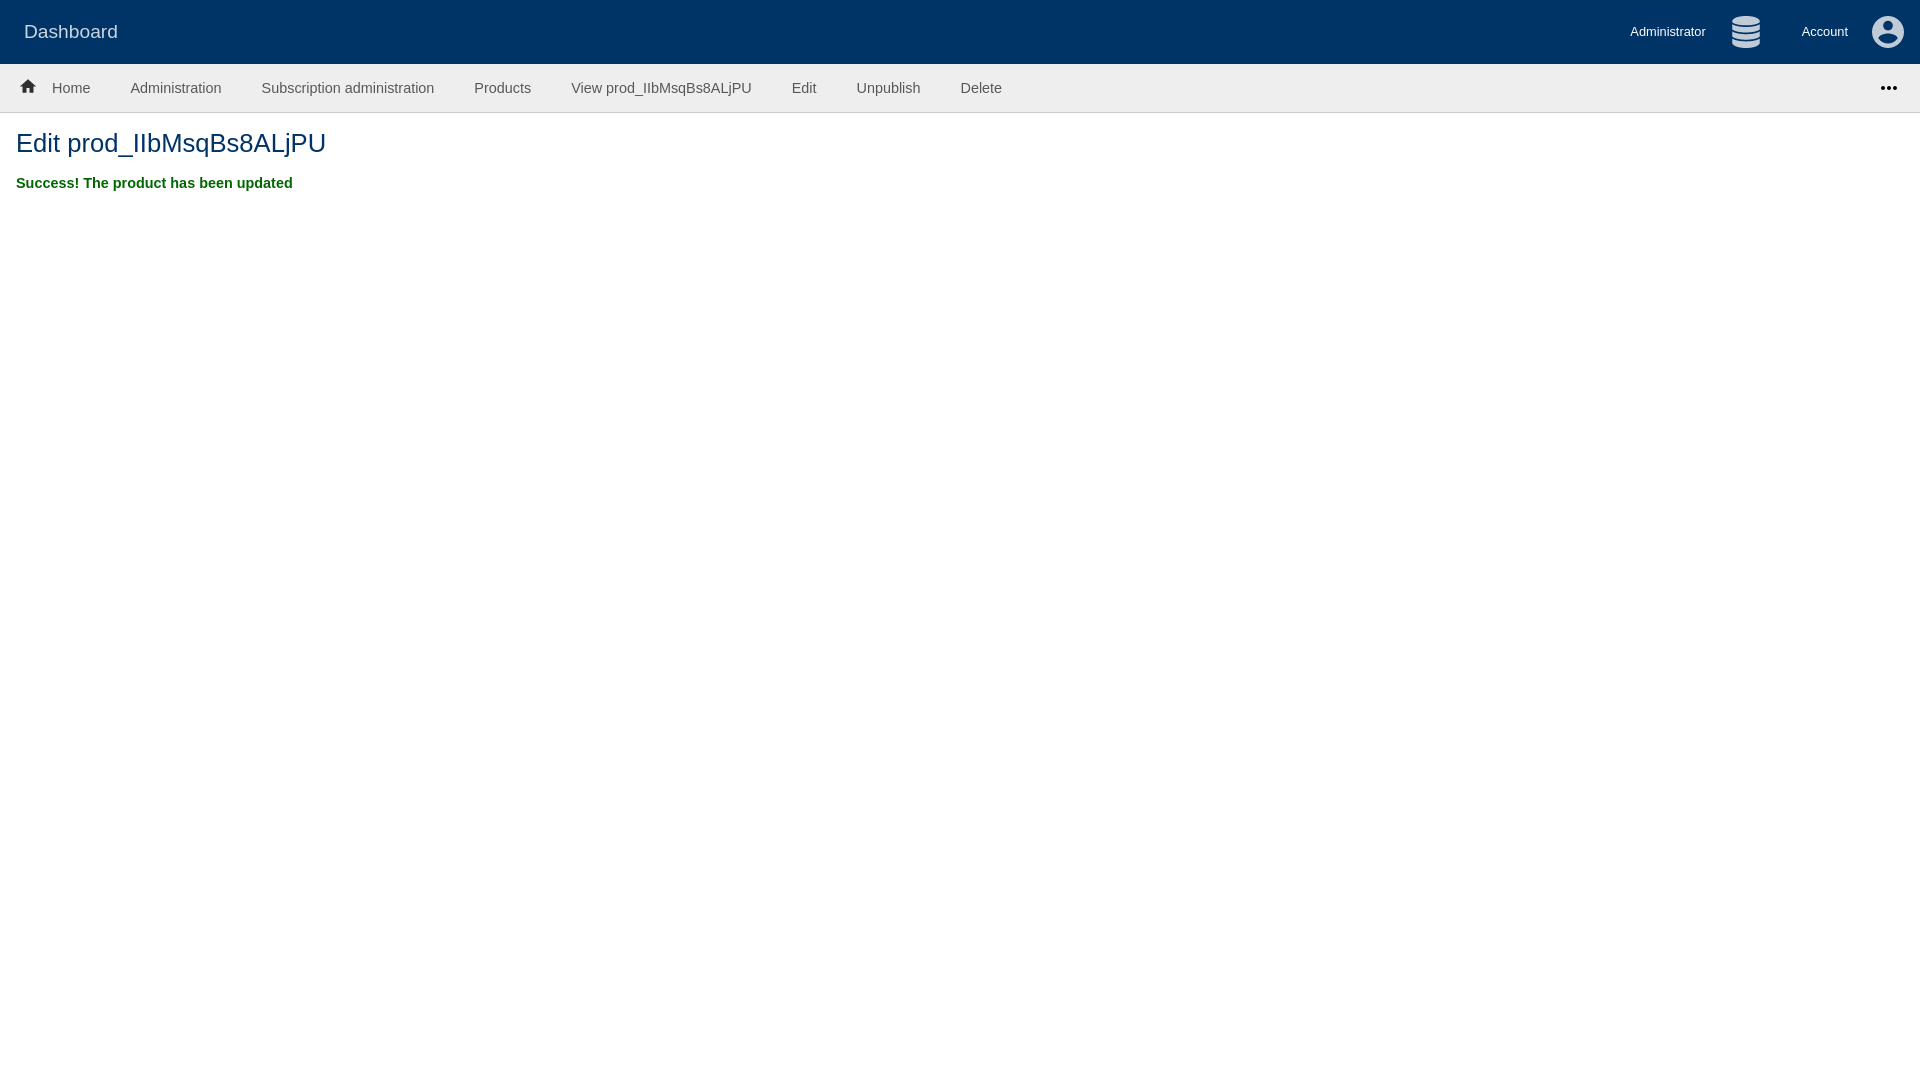 Dashboard
Administrator
Account
Home
Administration
Subscription administration
Products
View prod_IIbMsqBs8ALjPU
Edit
Unpublish
Delete
Edit prod_IIbMsqBs8ALjPU
Success! The product has been updated